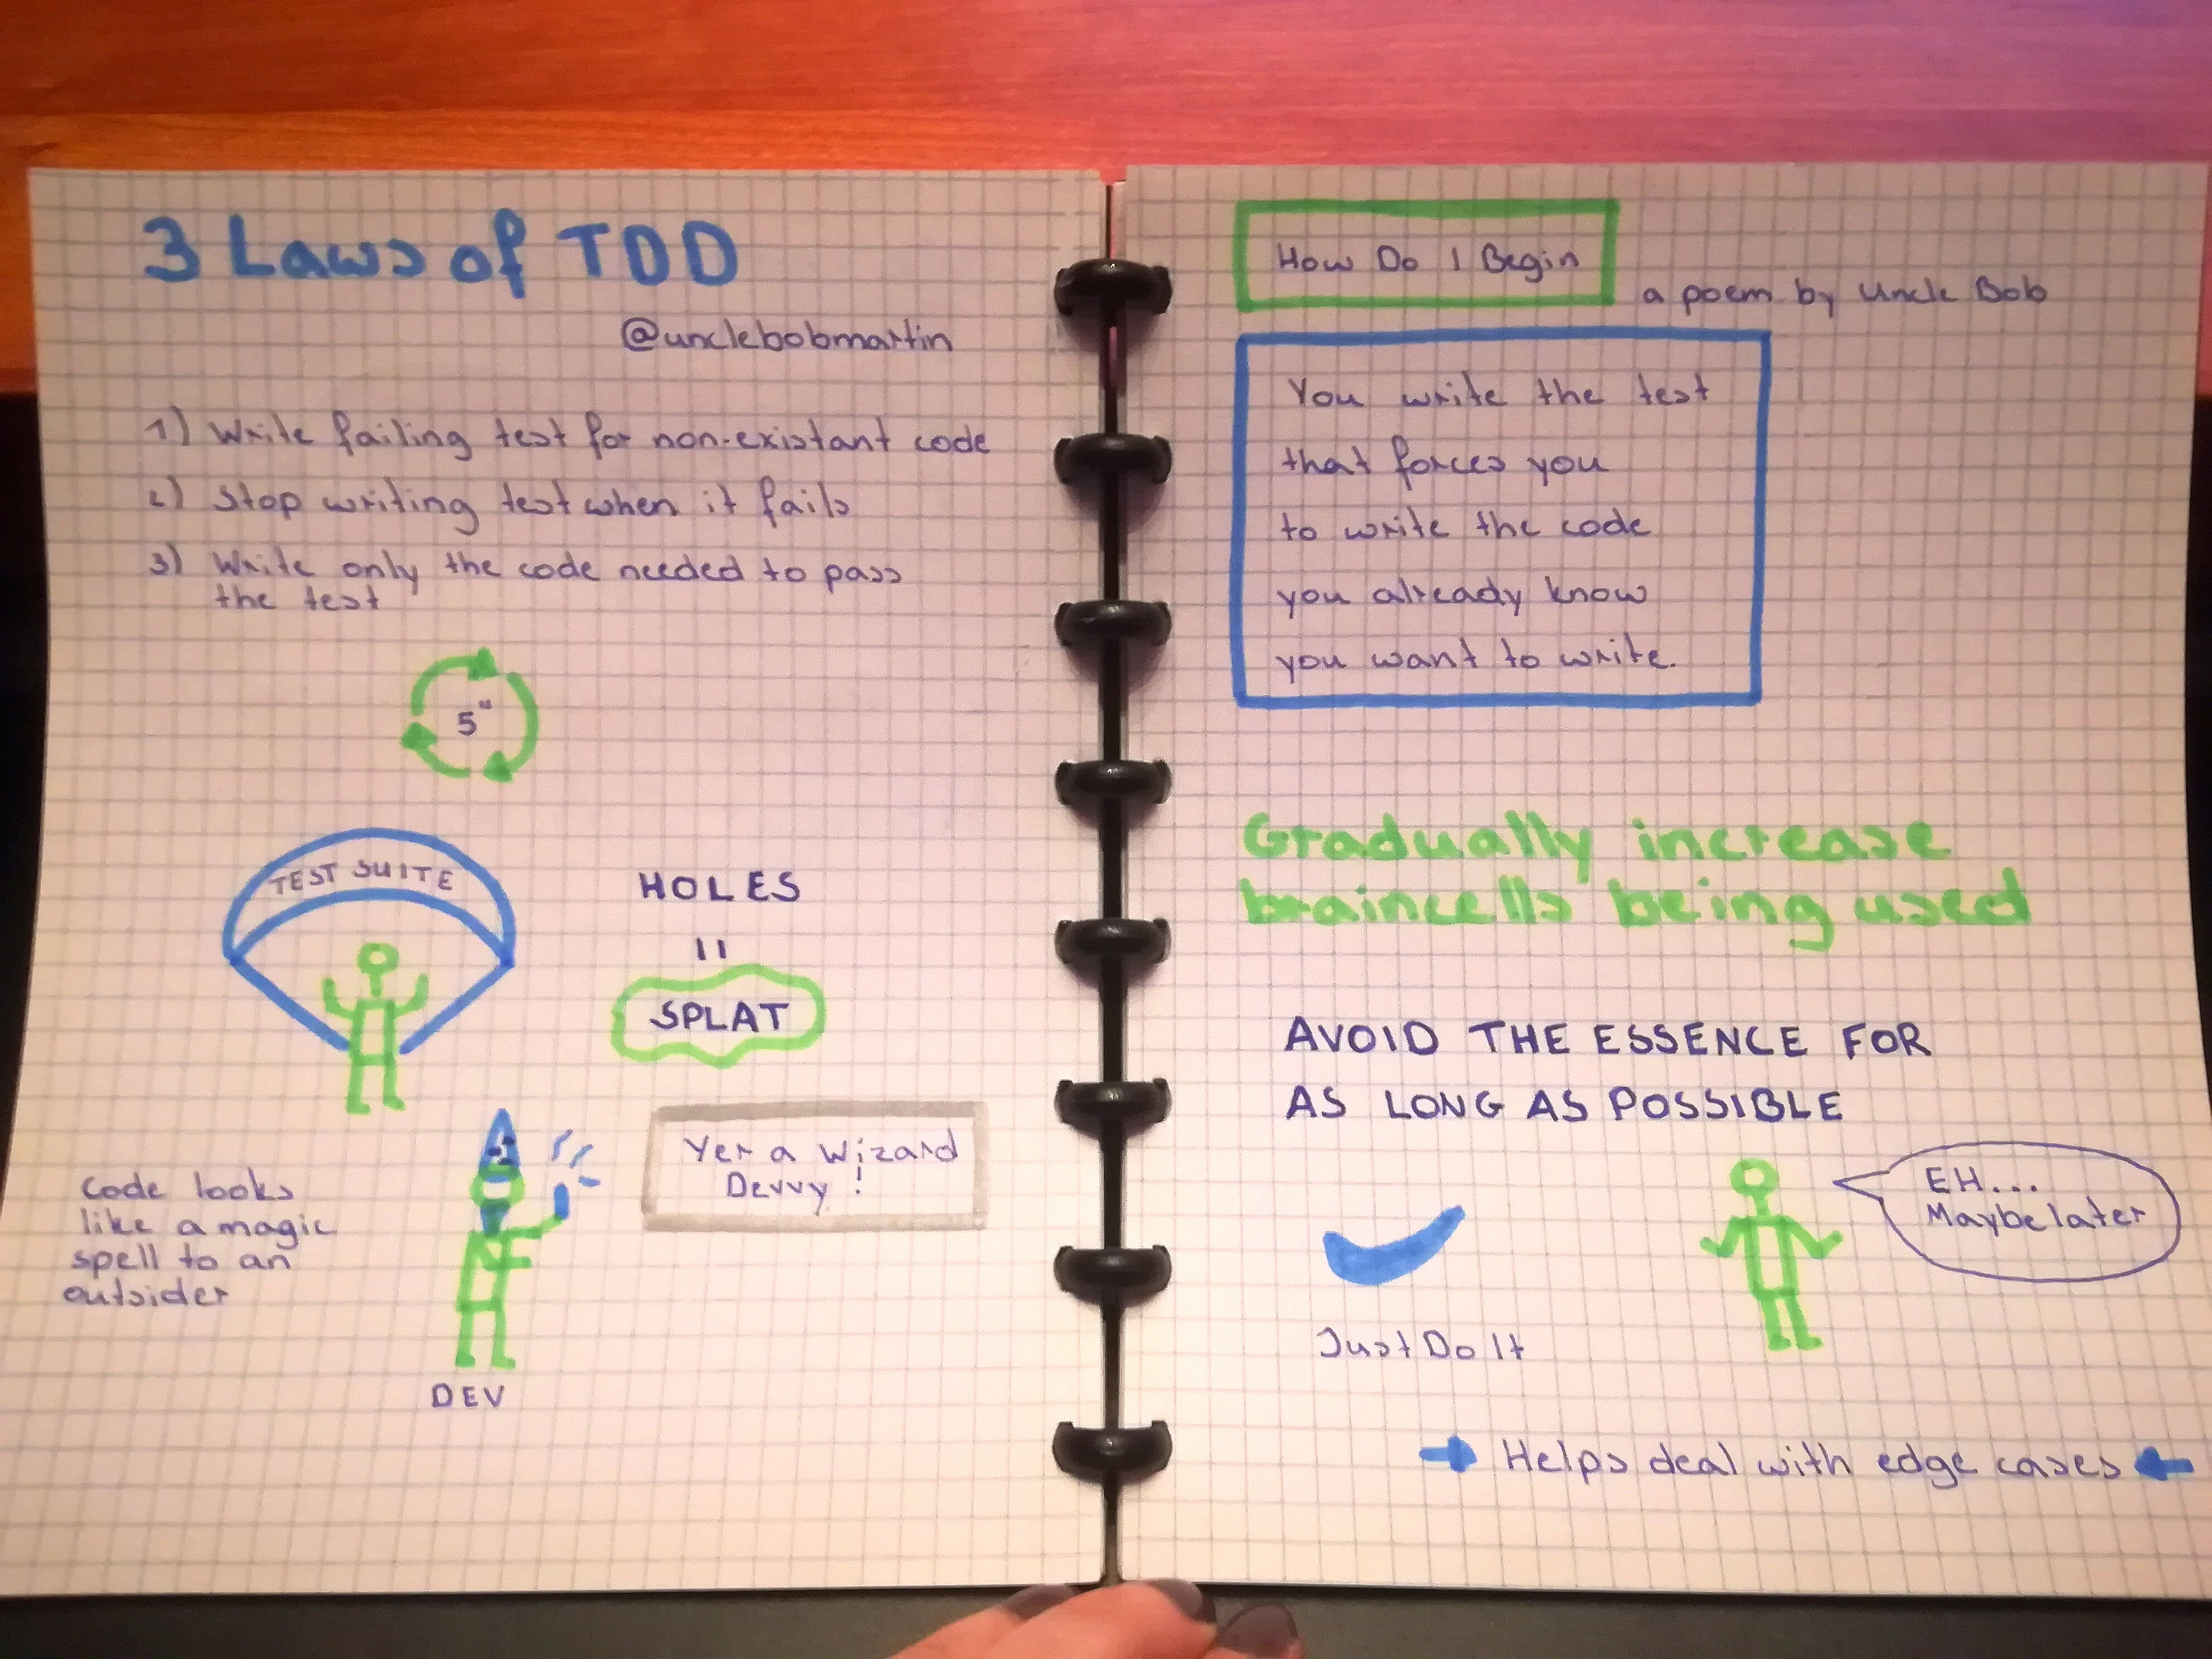 3 Laws of TDD
@unclebobmartin
1) Write failing test for non-existant code
2) Stop writing test when it fails
3) Write only the code needed to pass
the test
5"
TEST SUITE
HOLES
=
SPLAT
Code looks
like a magic
spell to an
outsider
DEV
Yer a Wizard
Devvy!
How Do I Begin
a poem by Uncle Bob
You write the test
that forces you
to write the code
you already know
you want to write.
Gradually increase
braincells being used
AVOID THE ESSENCE FOR
AS LONG AS POSSIBLE
Just Do It
EH...
Maybe later
Helps deal with edge cases